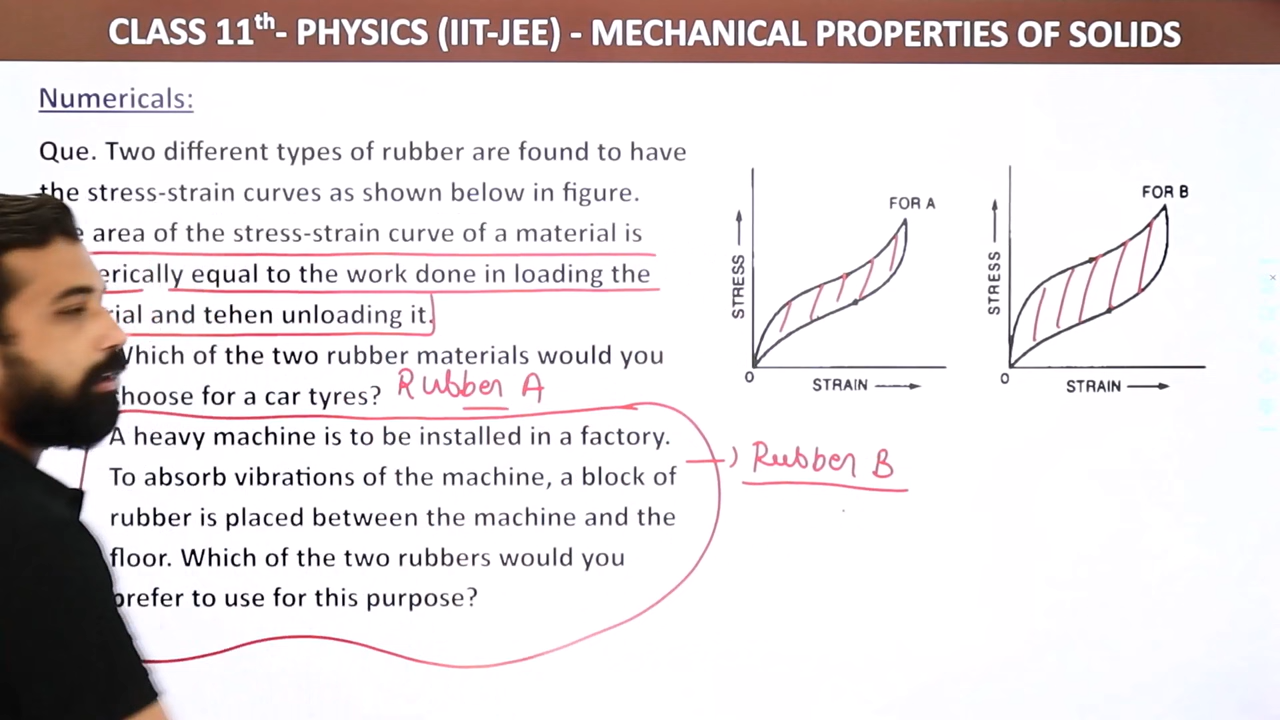 CLASS 11th- PHYSICS (IIT-JEE) - MECHANICAL PROPERTIES OF SOLIDS
Numericals:
Que. Two different types of rubber are found to have
the stress-strain curves as shown below in figure.
area of the stress-strain curve of a material is
equal to the work done in loading the
and tehen unloading it.
Which of the two rubber materials would you
choose for a car tyres? Rubber A
A heavy machine is to be installed in a factory.
To absorb vibrations of the machine, a block of
rubber is placed between the machine and the
floor. Which of the two rubbers would you
prefer to use for this purpose?
FOR A
STRESS
0
STRAIN
FOR B
STRESS
0
STRAIN
Rubber B